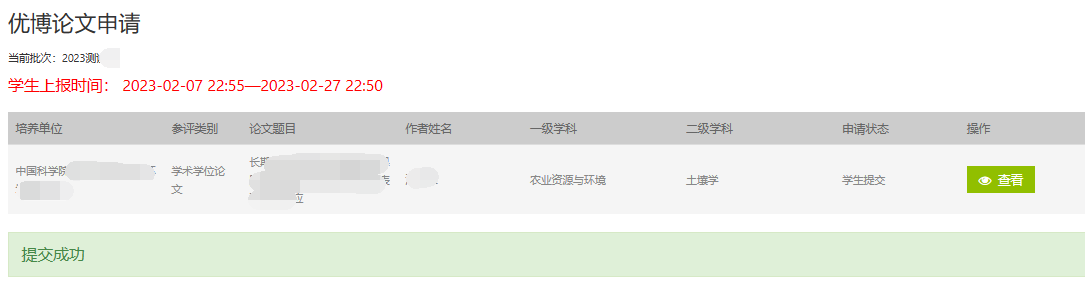 优博论文申请
当前批次：2023测
学生上报时间： 2023-02-07 22:55—2023-02-27 22:50
培养单位 参评类别 论文题目 作者姓名 一级学科 二级学科 申请状态 操作
中国科学院 学术学位论 长期
农业资源与环境 土壤学 学生提交 查看
文 应
提交成功